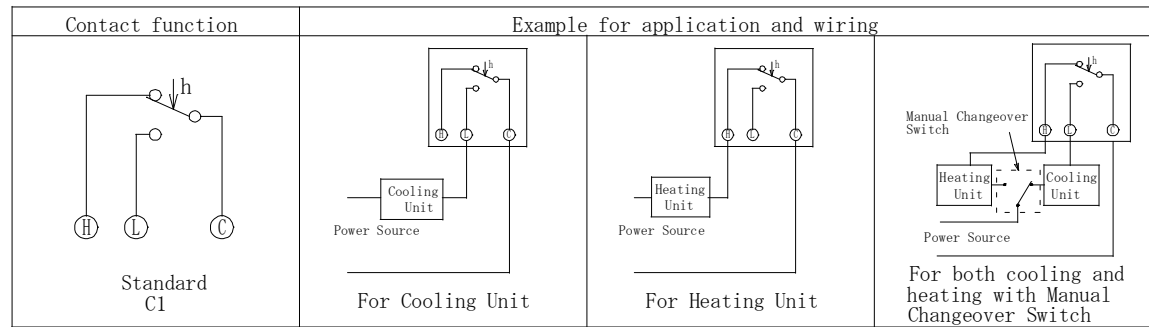 Contact function
Example for application and wiring
h
H
L
C
Standard
C1
h
H
L
C
Cooling
Unit
Power Source
For Cooling Unit
h
H
L
C
Heating
Unit
Power Source
For Heating Unit
h
Manual Changeover
Switch
H
L
C
Heating
Unit
Cooling
Unit
Power Source
For both cooling and
heating with Manual
Changeover Switch